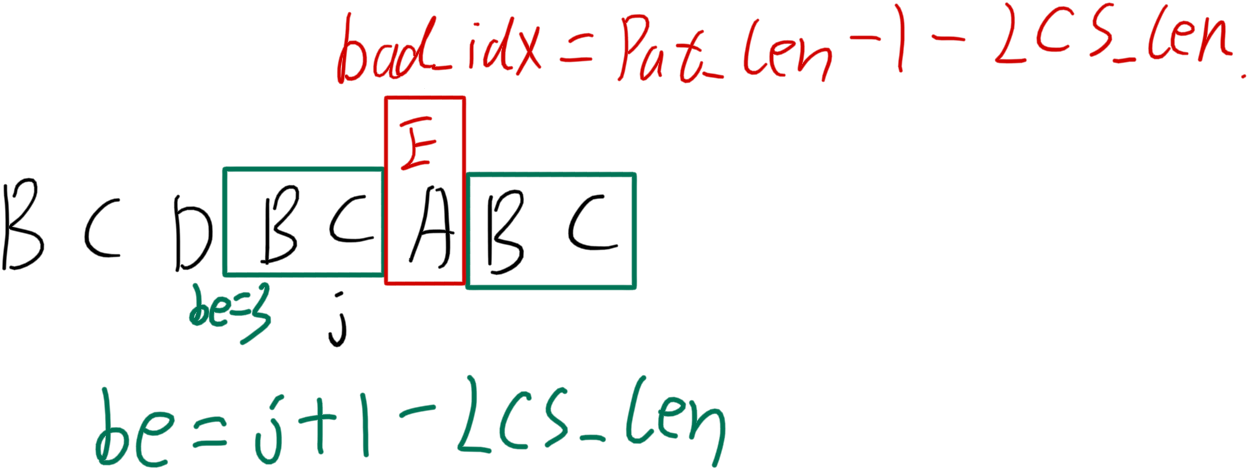 bad_idx = Pat_len - 1 - LCS_len.
E
B C D B C A B C
be=3 j
be = j + 1 - LCS_len